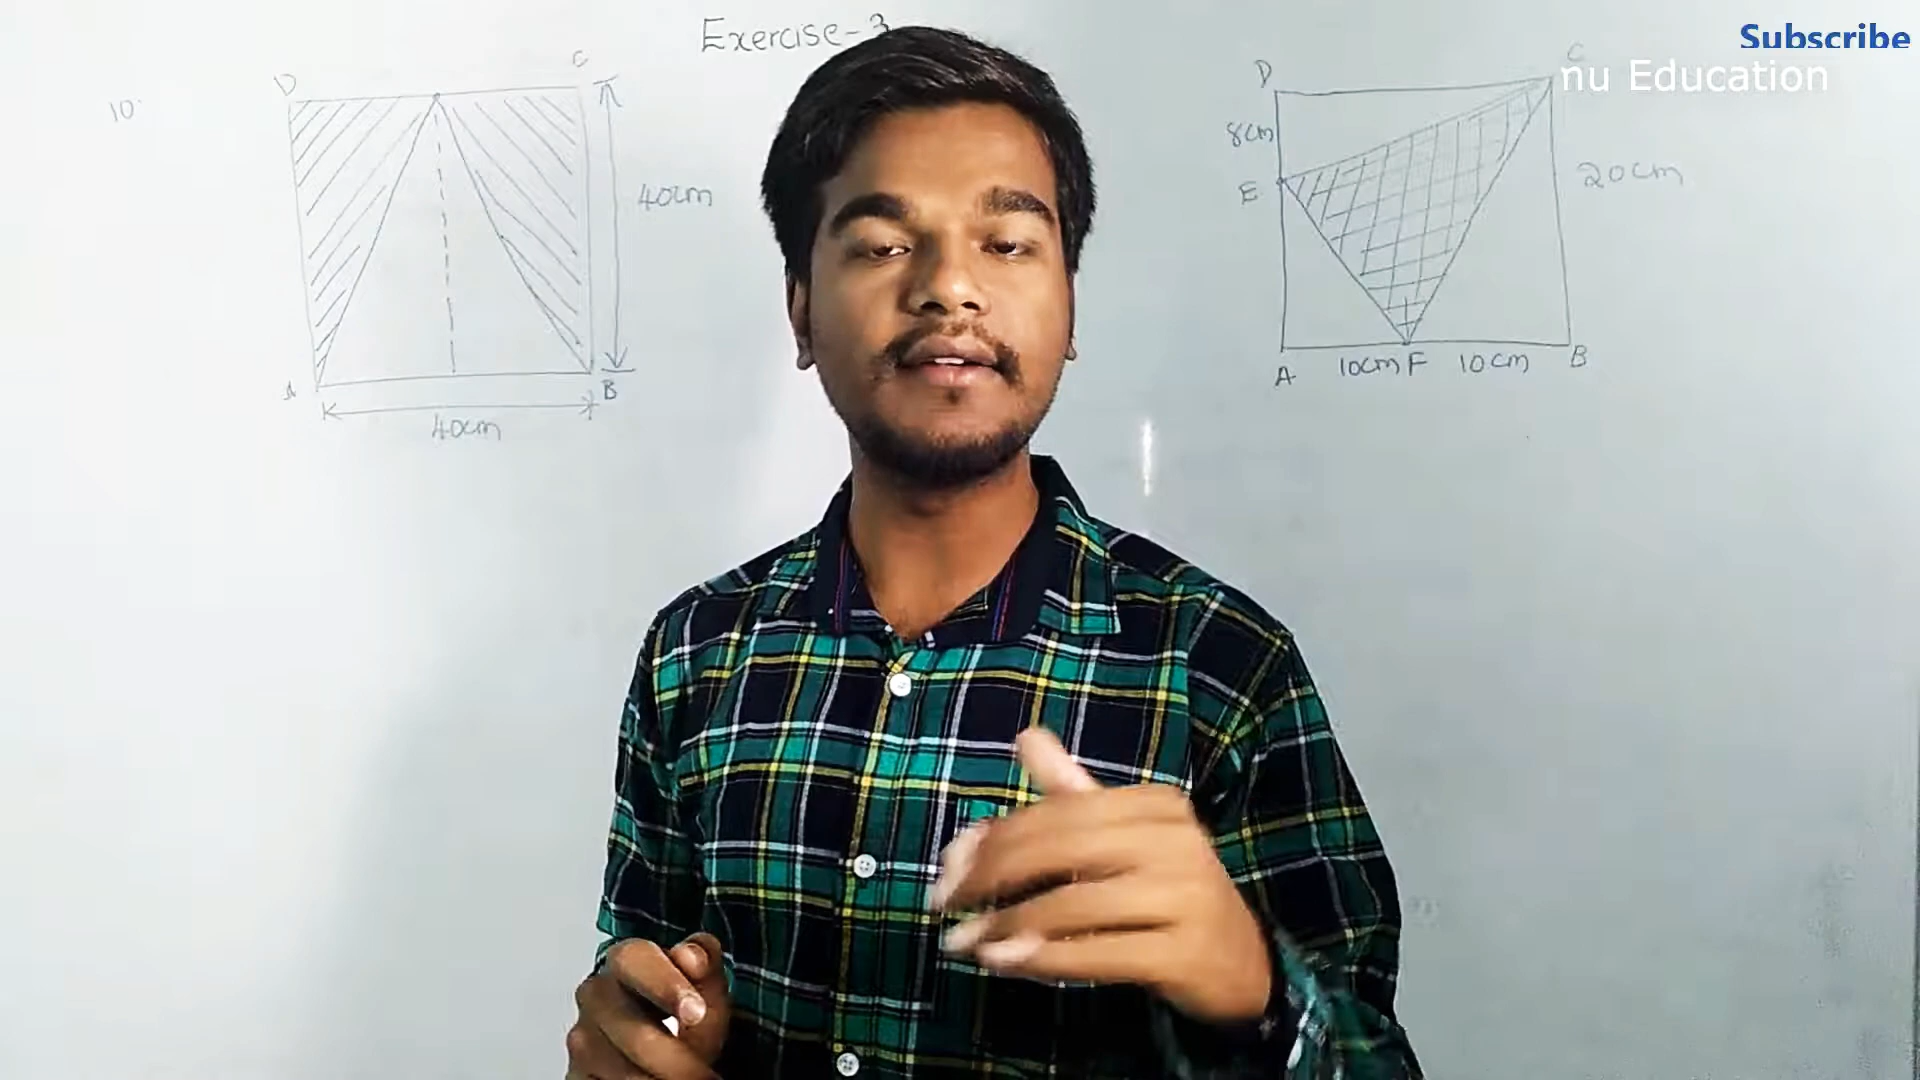 Exercise-3
Subscribe
nu Education
10
D
C
40cm
A
B
40cm
D
C
8cm
E
20cm
A
10cm
F
10cm
B